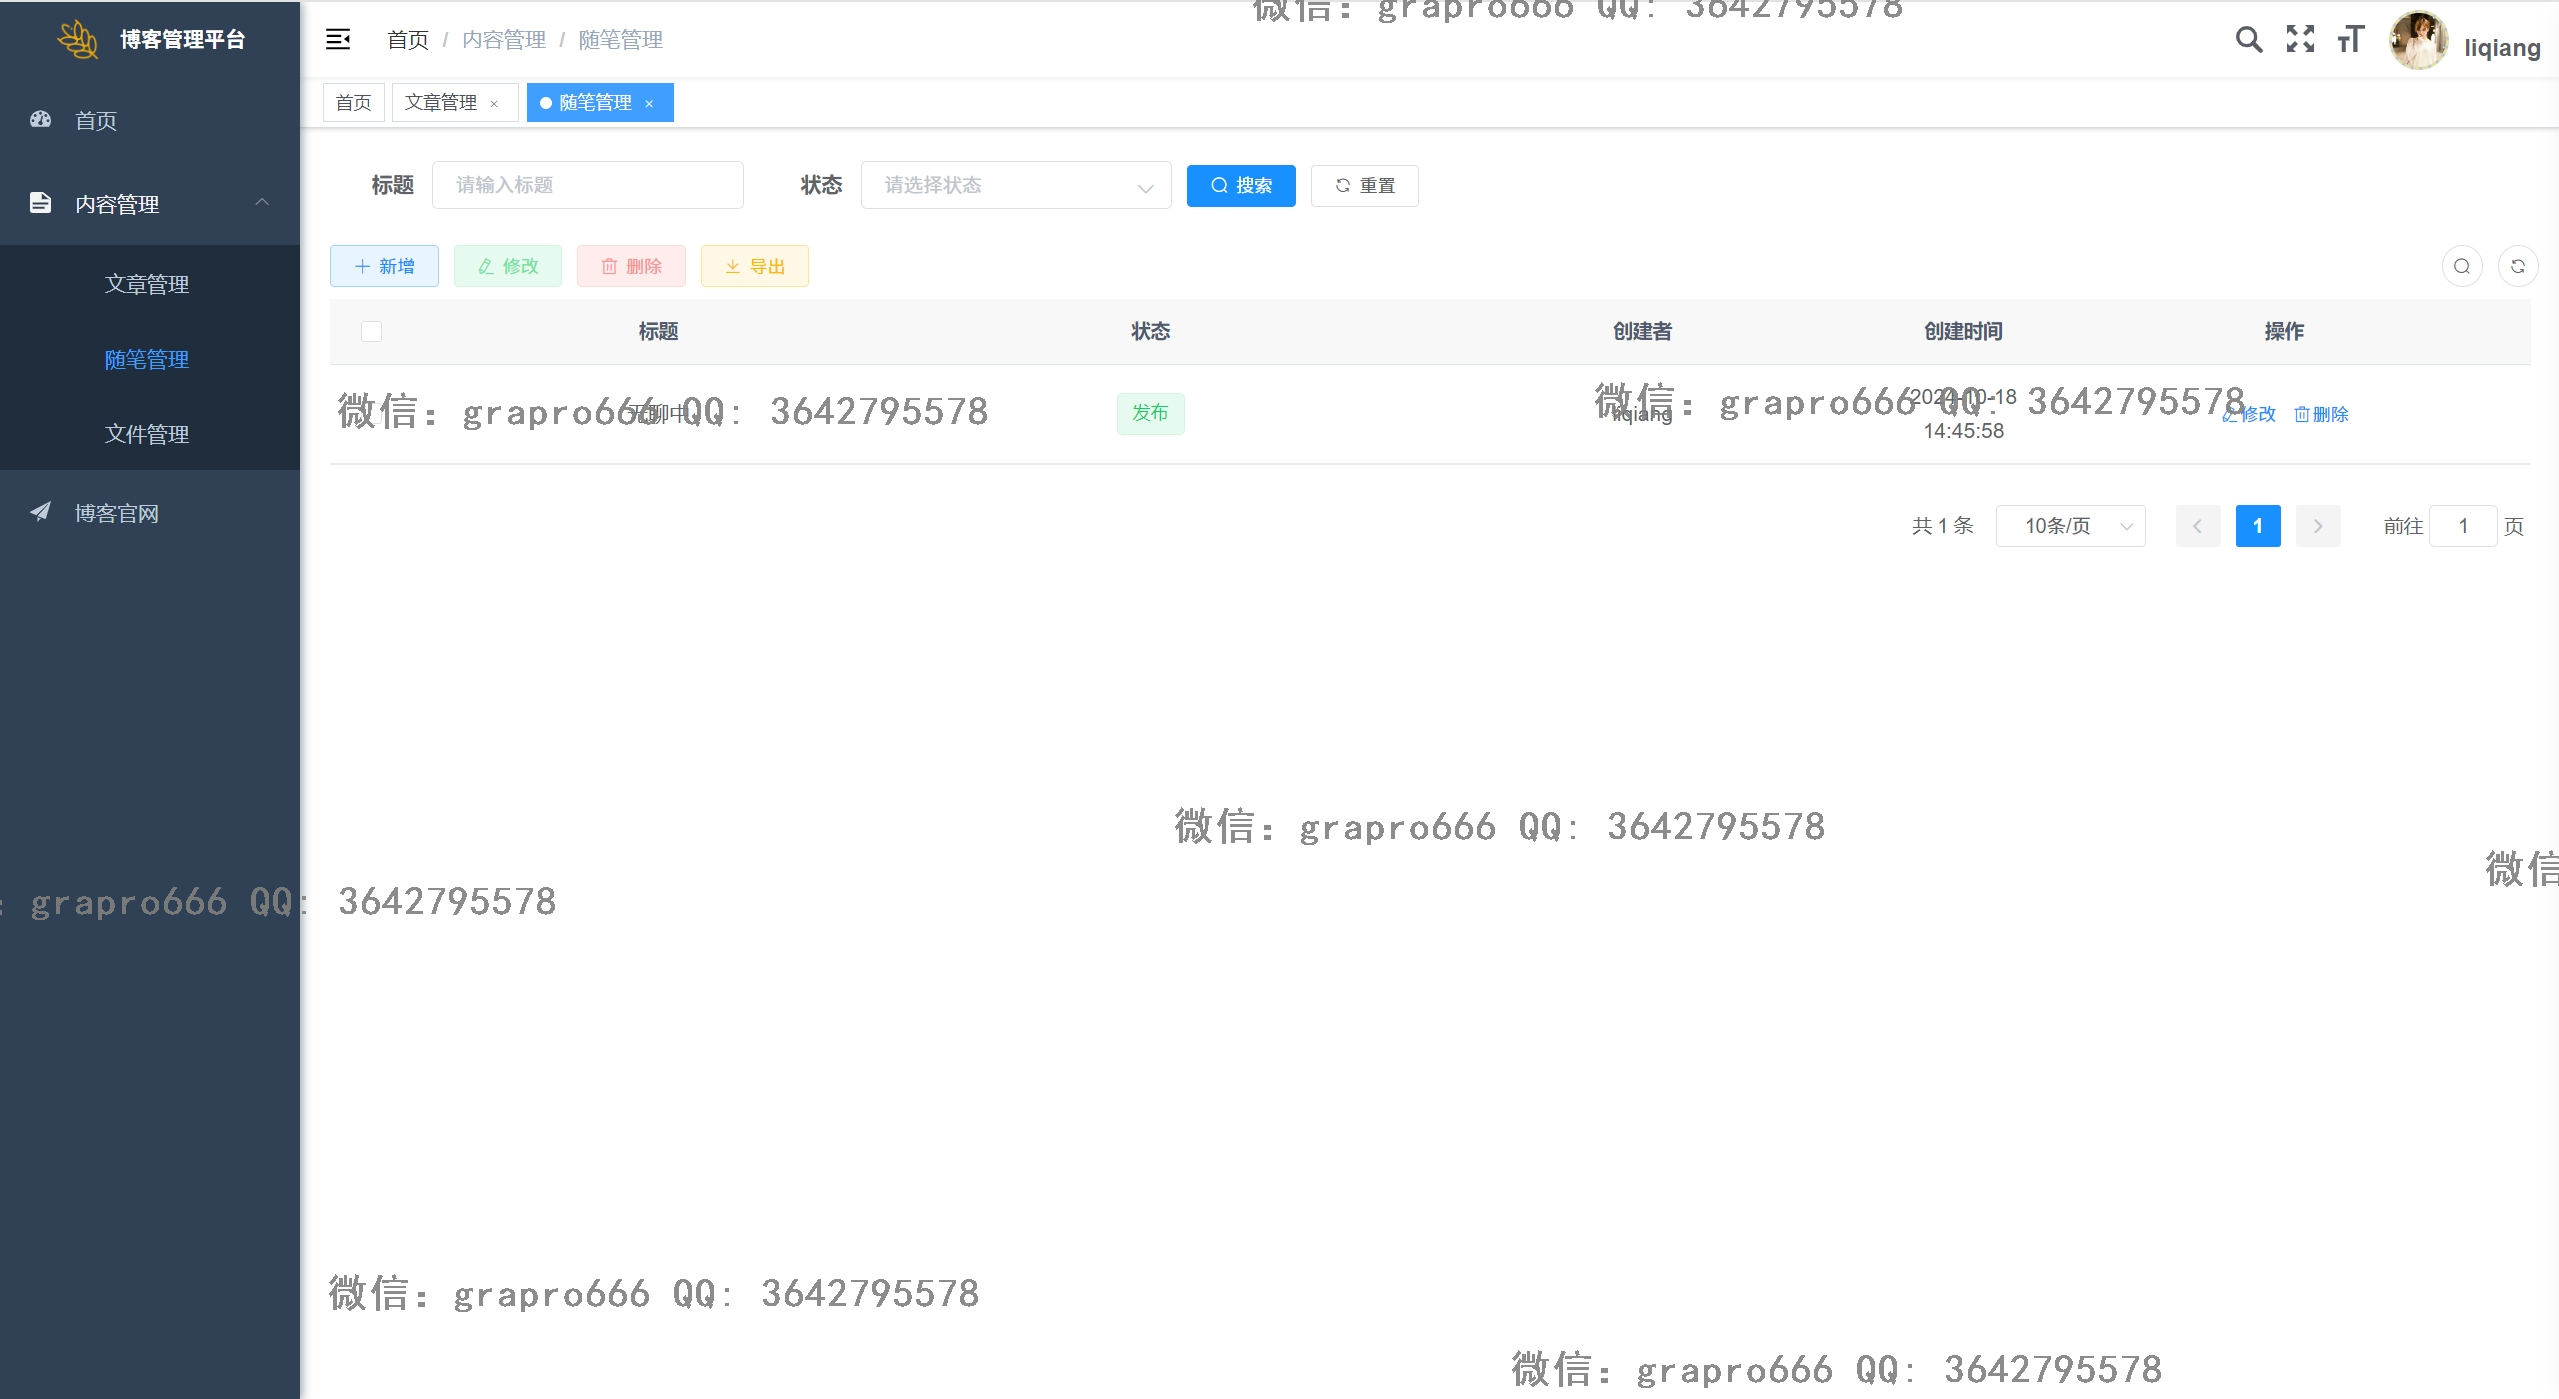 微信：grapro666 QQ: 3642795578
博客管理平台
首页 / 内容管理 / 随笔管理
liqiang
首页
文章管理 ×
随笔管理 ×
首页
内容管理
文章管理
随笔管理
文件管理
博客官网
标题 请输入标题 状态 请选择状态 搜索 重置
新增 修改 删除 导出
标题 状态 创建者 创建时间 操作
无聊中 发布 liqiang 2024-10-18 14:45:58 修改 删除
微信：grapro666 QQ: 3642795578
微信：grapro666 QQ: 3642795578
共 1 条 10条/页 1 前往 1 页
微信：grapro666 QQ: 3642795578
微信
: grapro666 QQ: 3642795578
微信：grapro666 QQ: 3642795578
微信：grapro666 QQ: 3642795578